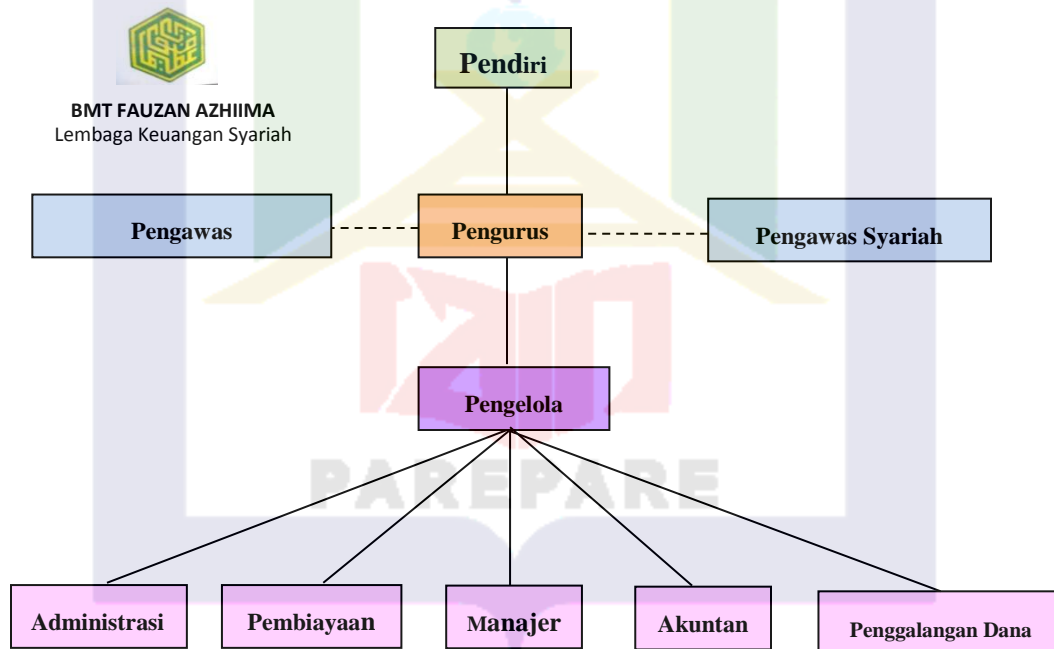 Pendiri
BMT FAUZAN AZHIIMA
Lembaga Keuangan Syariah
Pengawas
Pengurus
Pengawas Syariah
Pengelola
PAREPARE
Administrasi
Pembiayaan
Manajer
Akuntan
Penggalangan Dana